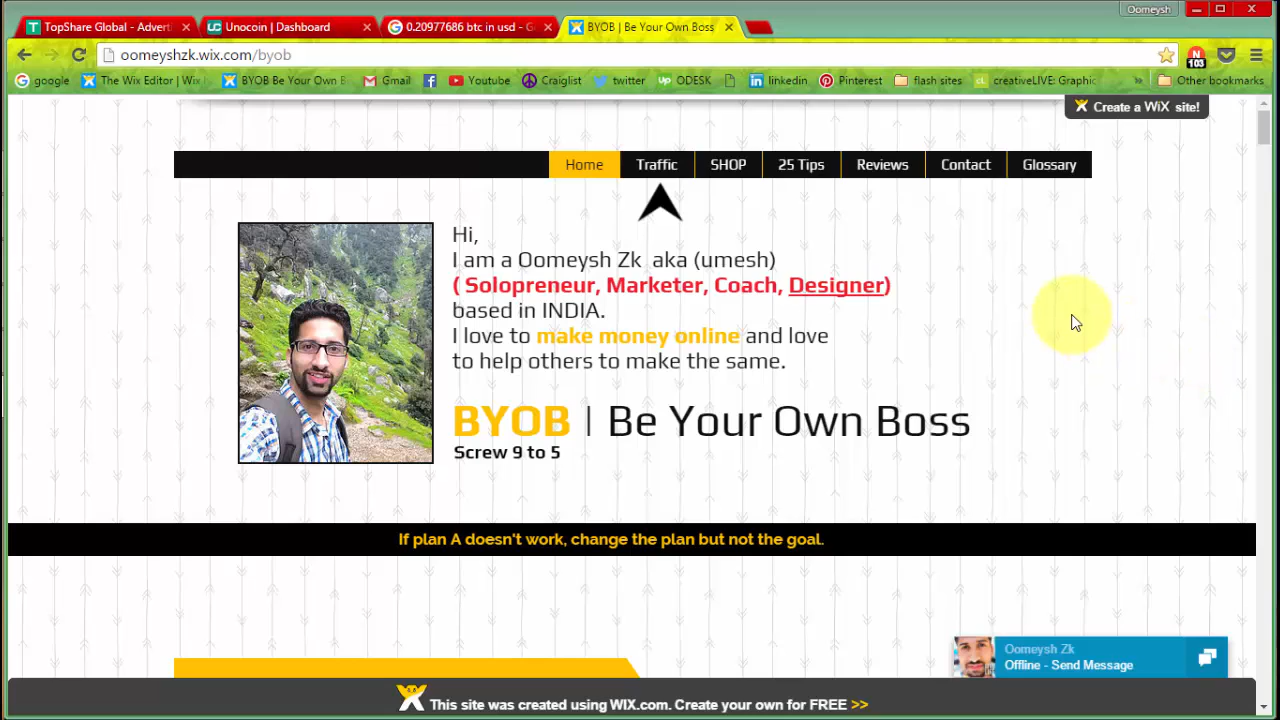 Oomeysh
TopShare Global - Adverti
Unocoin | Dashboard
0.20977686 btc in usd - G
BYOB | Be Your Own Boss
oomeyshzk.wix.com/byob
N
103
google
The Wix Editor | Wix
BYOB Be Your Own B
Gmail
Youtube
Craiglist
twitter
Up ODESK
linkedin
Pinterest
flash sites
creativeLIVE: Graphic
»
Other bookmarks
Create a WiX site!
Home
Traffic
SHOP
25 Tips
Reviews
Contact
Glossary
Hi,
I am a Oomeysh Zk aka (umesh)
( Solopreneur, Marketer, Coach, Designer)
based in INDIA.
I love to make money online and love
to help others to make the same.
BYOB | Be Your Own Boss
Screw 9 to 5
If plan A doesn't work, change the plan but not the goal.
Oomeysh Zk
Offline - Send Message
This site was created using WIX.com. Create your own for FREE >>